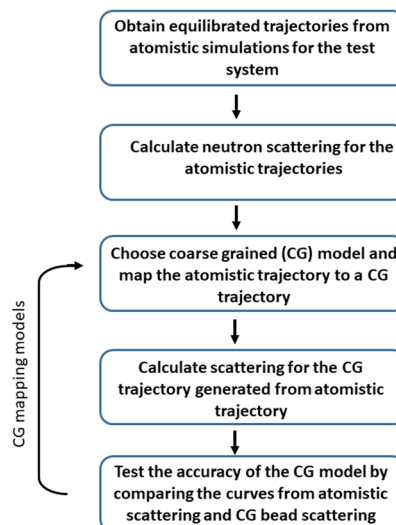 Obtain equilibrated trajectories from
atomistic simulations for the test
system
Calculate neutron scattering for the
atomistic trajectories
Choose coarse grained (CG) model and
map the atomistic trajectory to a CG
trajectory
Calculate scattering for the CG
trajectory generated from atomistic
trajectory
Test the accuracy of the CG model by
comparing the curves from atomistic
scattering and CG bead scattering
CG mapping models